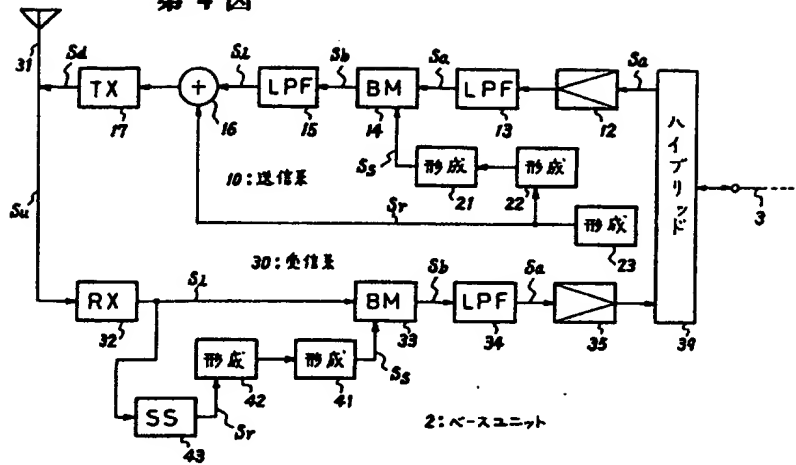 第4図
31
Sd
TX
17
+
16
Si
LPF
15
Sb
BM
14
Sa
LPF
13
12
Sa
ハイブリッド
39
3
Ss
形成
21
形成
22
形成
23
10:送信系
Sr
Su
30:受信系
RX
32
Si
BM
33
Sb
LPF
34
Sa
35
形成
42
形成
41
Ss
SS
43
Sr
2:ベースユニット